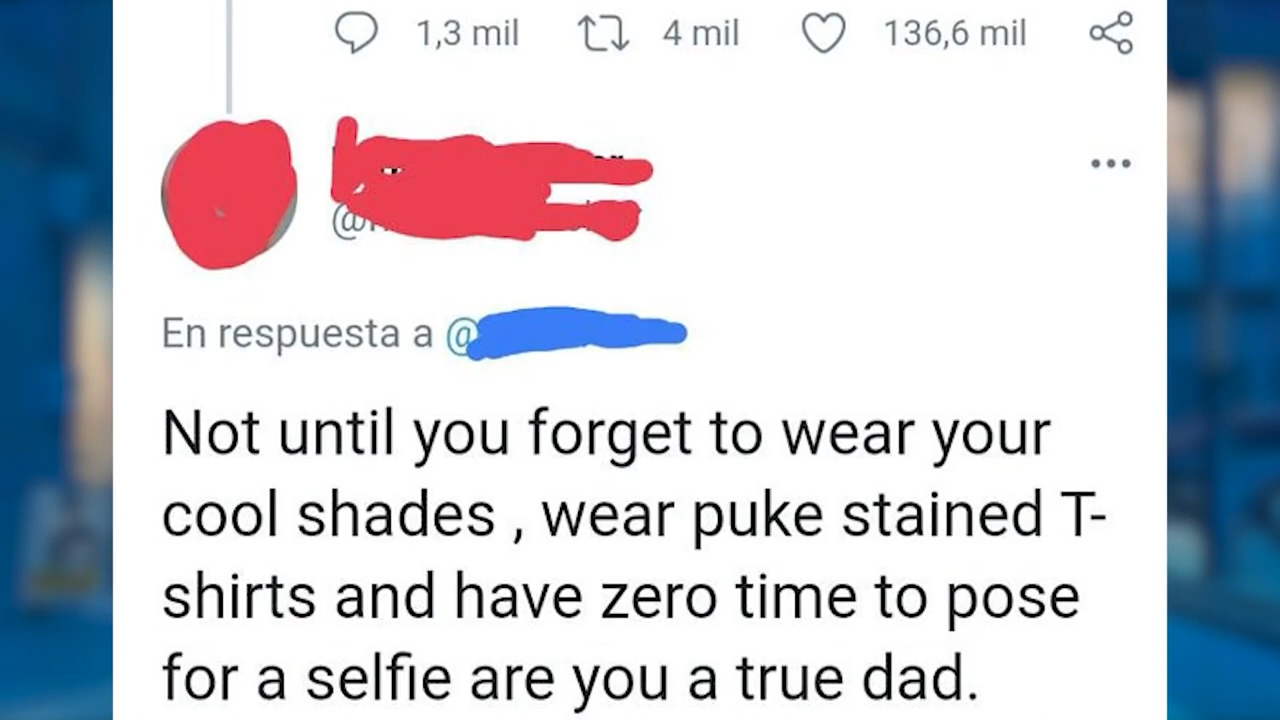 1,3 mil 4 mil 136,6 mil
En respuesta a @
Not until you forget to wear your
cool shades , wear puke stained T-
shirts and have zero time to pose
for a selfie are you a true dad.